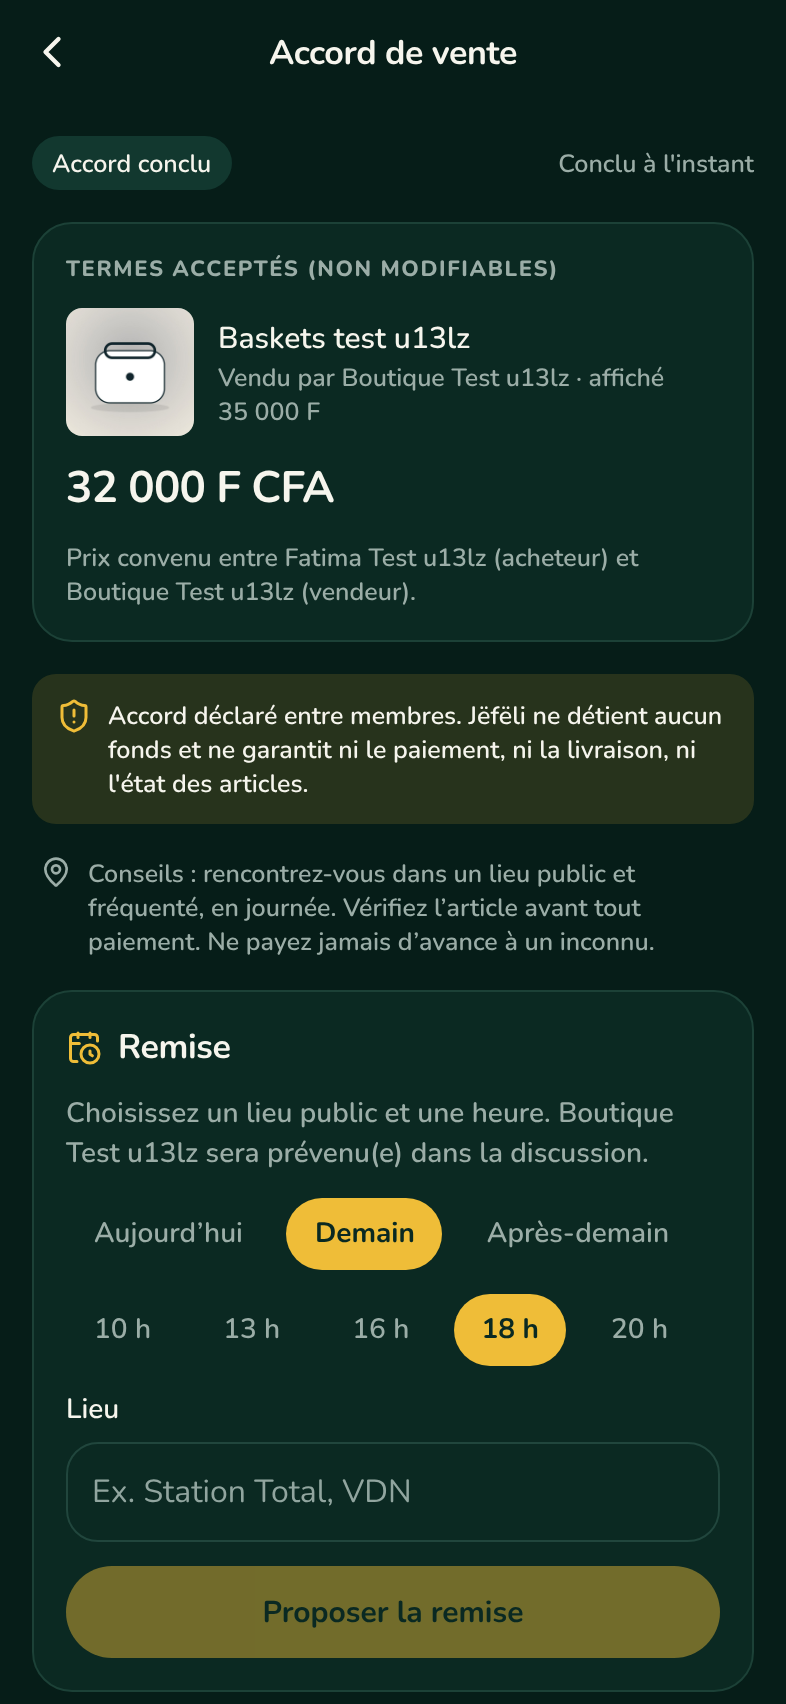 Accord de vente
Accord conclu
Conclu à l'instant
TERMES ACCEPTÉS (NON MODIFIABLES)
Baskets test u13lz
Vendu par Boutique Test u13lz · affiché
35 000 F
32 000 F CFA
Prix convenu entre Fatima Test u13lz (acheteur) et
Boutique Test u13lz (vendeur).
Accord déclaré entre membres. Jëfëli ne détient aucun
fonds et ne garantit ni le paiement, ni la livraison, ni
l'état des articles.
Conseils : rencontrez-vous dans un lieu public et
fréquenté, en journée. Vérifiez l’article avant tout
paiement. Ne payez jamais d’avance à un inconnu.
Remise
Choisissez un lieu public et une heure. Boutique
Test u13lz sera prévenu(e) dans la discussion.
Aujourd’hui Demain Après-demain
10 h 13 h 16 h 18 h 20 h
Lieu
Ex. Station Total, VDN
Proposer la remise